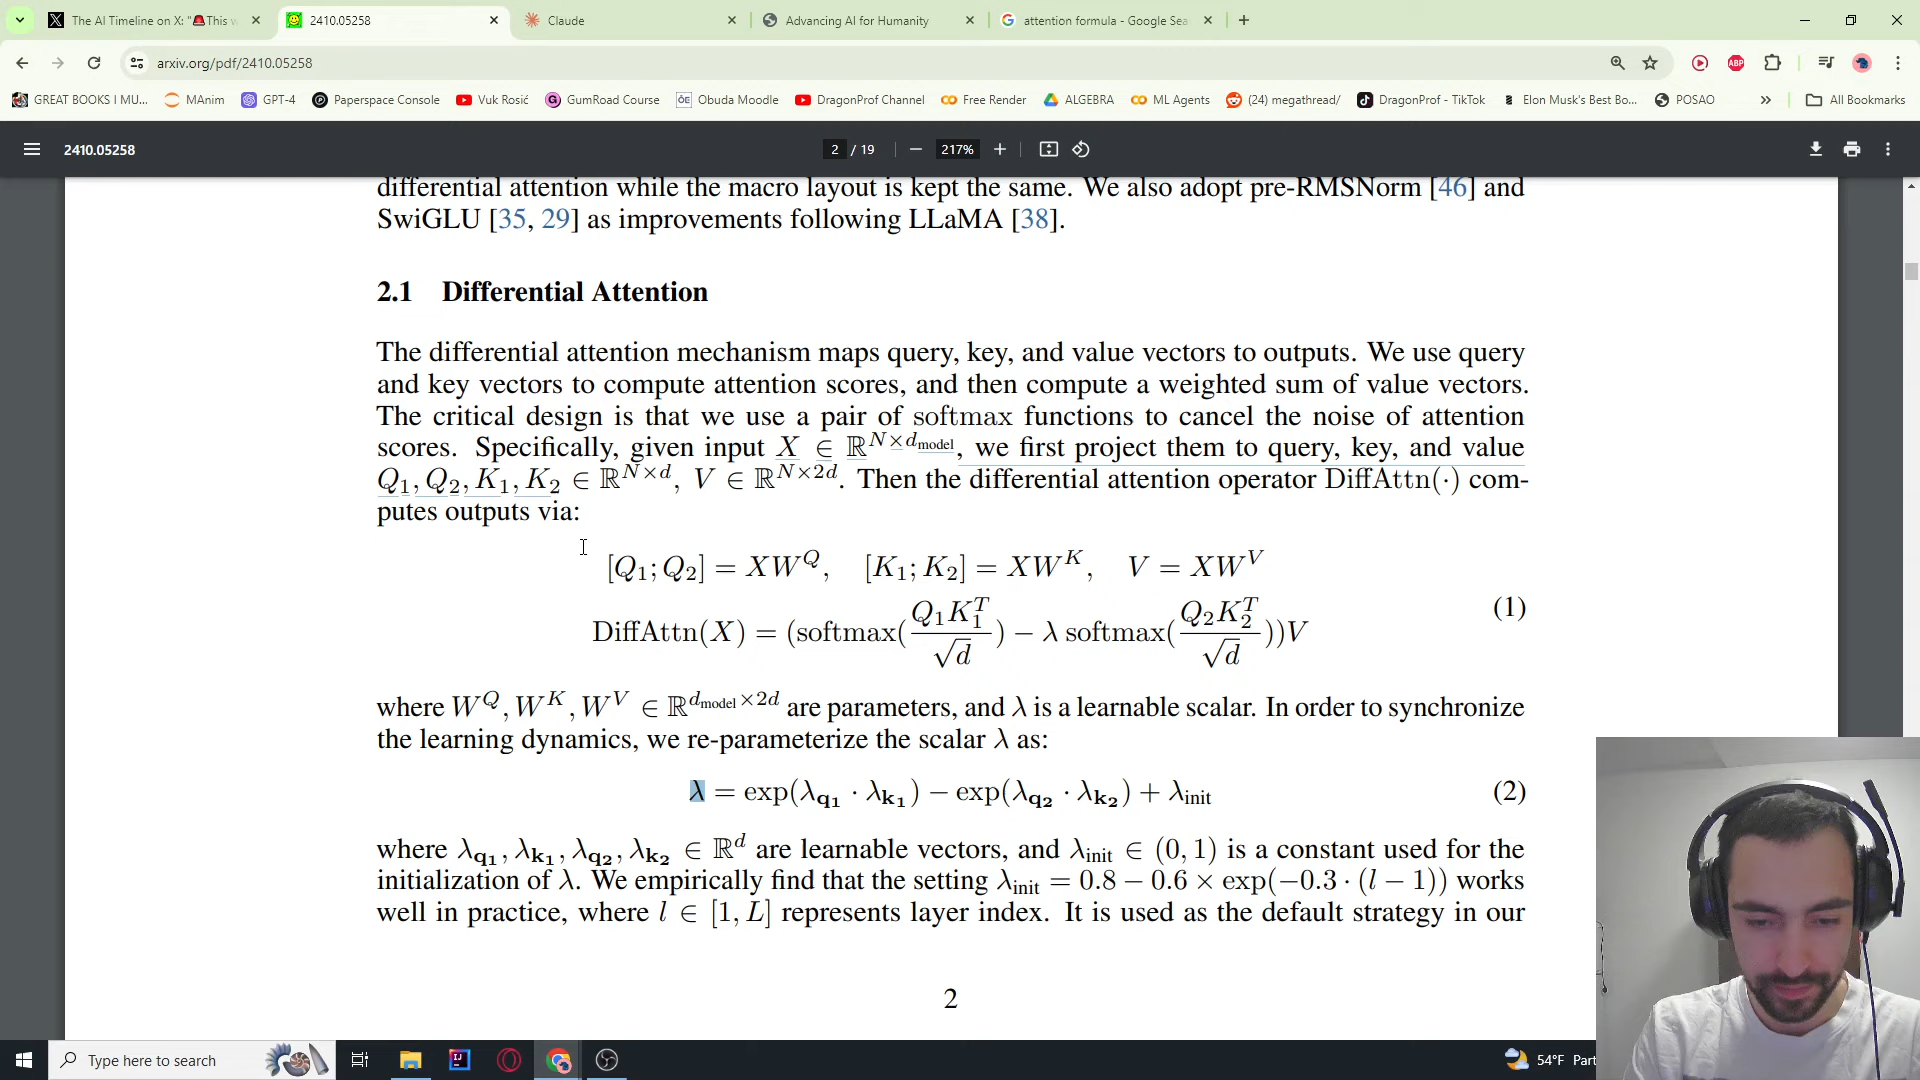 The AI Timeline on X: "🚨This w
2410.05258
Claude
Advancing AI for Humanity
attention formula - Google Sea
arxiv.org/pdf/2410.05258
ABP
GREAT BOOKS I MU...
MAnim
GPT-4
Paperspace Console
Vuk Rosić
GumRoad Course
Obuda Moodle
DragonProf Channel
Free Render
ALGEBRA
ML Agents
(24) megathread/
DragonProf - TikTok
Elon Musk's Best Bo...
POSAO
»
All Bookmarks
2410.05258
2 / 19
217%
differential attention while the macro layout is kept the same. We also adopt pre-RMSNorm [46] and
SwiGLU [35, 29] as improvements following LLaMA [38].
2.1 Differential Attention
The differential attention mechanism maps query, key, and value vectors to outputs. We use query
and key vectors to compute attention scores, and then compute a weighted sum of value vectors.
The critical design is that we use a pair of softmax functions to cancel the noise of attention
scores. Specifically, given input X ∈ ℝ^{N×d_model}, we first project them to query, key, and value
Q₁, Q₂, K₁, K₂ ∈ ℝ^{N×d}, V ∈ ℝ^{N×2d}. Then the differential attention operator DiffAttn(·) com-
putes outputs via:
[Q₁; Q₂] = XW^Q, [K₁; K₂] = XW^K, V = XW^V
DiffAttn(X) = (softmax(Q₁K₁^T / √d) − λ softmax(Q₂K₂^T / √d))V
(1)
where W^Q, W^K, W^V ∈ ℝ^{d_model×2d} are parameters, and λ is a learnable scalar. In order to synchronize
the learning dynamics, we re-parameterize the scalar λ as:
λ = exp(λ_q₁ · λ_k₁) − exp(λ_q₂ · λ_k₂) + λ_init (2)
where λ_q₁, λ_k₁, λ_q₂, λ_k₂ ∈ ℝ^d are learnable vectors, and λ_init ∈ (0, 1) is a constant used for the
initialization of λ. We empirically find that the setting λ_init = 0.8 − 0.6 × exp(−0.3 · (l − 1)) works
well in practice, where l ∈ [1, L] represents layer index. It is used as the default strategy in our
2
Type here to search
54°F Part